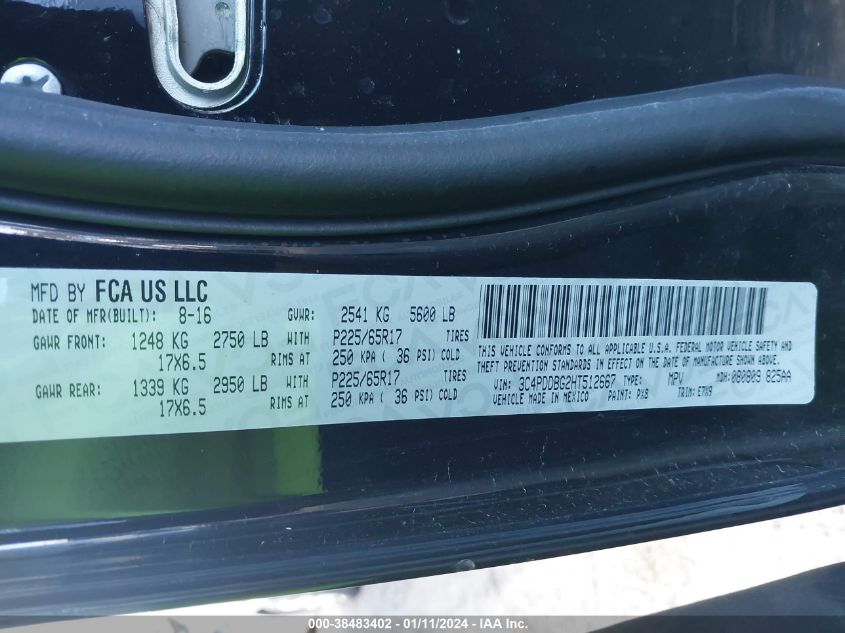 MFD BY FCA US LLC
DATE OF MFR(BUILT): 8-16 GVWR: 2541 KG 5600 LB
GAWR FRONT: 1248 KG 2750 LB WITH P225/65R17 TIRES
17X6.5 RIMS AT 250 KPA ( 36 PSI) COLD
GAWR REAR: 1339 KG 2950 LB WITH P225/65R17 TIRES
17X6.5 RIMS AT 250 KPA ( 36 PSI) COLD
THIS VEHICLE CONFORMS TO ALL APPLICABLE U.S.A. FEDERAL MOTOR VEHICLE SAFETY AND
THEFT PREVENTION STANDARDS IN EFFECT ON THE DATE OF MANUFACTURE SHOWN ABOVE.
VIN: 3C4PDDBG2HT512667 TYPE: MPV MDH: 080809 825AA
VEHICLE MADE IN MEXICO PAINT: PXB TRIM: E7X9
000-38483402 - 01/11/2024 - IAA Inc.